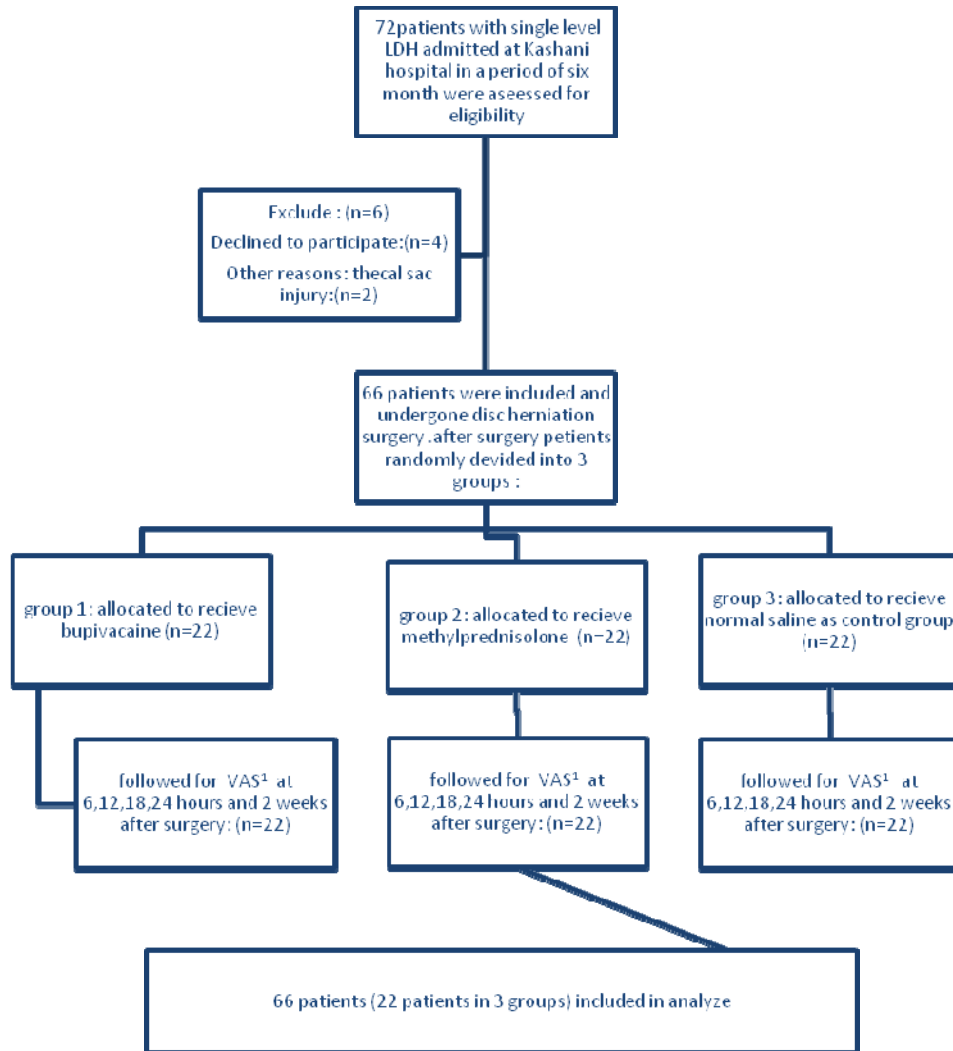 72patients with single level
LDH admitted at Kashani
hospital in a period of six
month were aseessed for
eligibility
Exclude : (n=6)
Declined to participate:(n=4)
Other reasons: thecal sac
injury:(n=2)
66 patients were included and
undergone disc herniation
surgery .after surgery petients
randomly devided into 3
groups :
group 1: allocated to recieve
bupivacaine (n=22)
group 2: allocated to recieve
methylprednisolone (n=22)
group 3: allocated to recieve
normal saline as control group
(n=22)
followed for VAS¹ at
6,12,18,24 hours and 2 weeks
after surgery: (n=22)
followed for VAS¹ at
6,12,18,24 hours and 2 weeks
after surgery: (n=22)
followed for VAS¹ at
6,12,18,24 hours and 2 weeks
after surgery: (n=22)
66 patients (22 patients in 3 groups) included in analyze